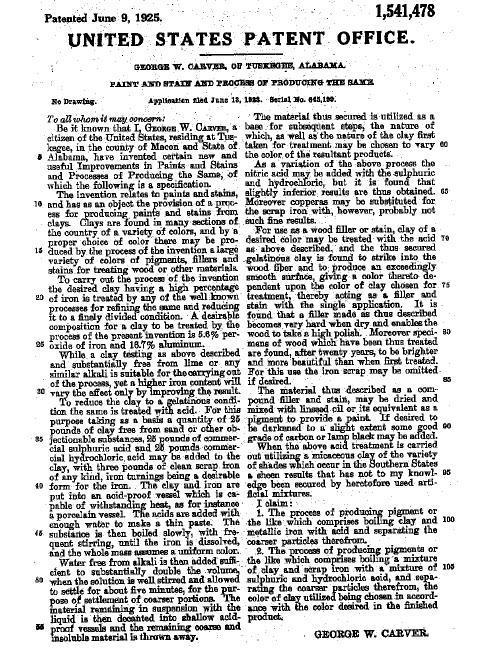 Patented June 9, 1925.
1,541,478
UNITED STATES PATENT OFFICE.
GEORGE W. CARVER, OF TUSKEGEE, ALABAMA.
PAINT AND STAIN AND PROCESS OF PRODUCING THE SAME.
No Drawing.
Application filed June 13, 1923. Serial No. 645,199.
To all whom it may concern:
Be it known that I, GEORGE W. CARVER, a
citizen of the United States, residing at Tus-
kegee, in the county of Macon and State of
5 Alabama, have invented certain new and
useful Improvements in Paints and Stains
and Processes of Producing the Same, of
which the following is a specification.
The invention relates to paints and stains,
10 and has as an object the provision of a proc-
ess for producing paints and stains from
clays. Clays are found in many sections of
the country of a variety of colors, and by a
proper choice of color there may be pro-
15 duced by the process of the invention a large
variety of colors of pigments, fillers and
stains for treating wood or other materials.
To carry out the process of the invention
the desired clay having a high percentage
20 of iron is treated by any of the well known
processes for refining the same and reducing
it to a finely divided condition. A desirable
composition for a clay to be treated by the
process of the present invention is 5.6% per-
25 oxide of iron and 18.7% aluminum.
While a clay testing as above described
and substantially free from lime or any
similar alkali is suitable for the carrying out
of the process, yet a higher iron content will
30 vary the effect only by improving the result.
To reduce the clay to a gelatinous condi-
tion the same is treated with acid. For this
purpose taking as a basis a quantity of 25
pounds of clay free from sand or other ob-
35 jectionable substances, 25 pounds of commer-
cial sulphuric acid and 25 pounds commer-
cial hydrochloric acid may be added to the
clay, with three pounds of clean scrap iron
of any kind, iron turnings being a desirable
40 form for the iron. The clay and iron are
put into an acid-proof vessel which is ca-
pable of withstanding heat, as for instance
a porcelain vessel. The acids are added with
enough water to make a thin paste. The
45 substance is then boiled slowly, with fre-
quent stirring, until the iron is dissolved,
and the whole mass assumes a uniform color.
Water free from alkali is then added suffi-
cient to substantially double the volume,
50 when the solution is well stirred and allowed
to settle for about five minutes, for the pur-
pose of settlement of coarser portions. The
material remaining in suspension with the
liquid is then decanted into shallow acid-
55 proof vessels and the remaining coarse and
insoluble material is thrown away.
The material thus secured is utilized as a
base for subsequent steps, the nature of
which, as well as the nature of the clay first
taken for treatment may be chosen to vary 60
the color of the resultant products.
As a variation of the above process the
nitric acid may be added with the sulphuric
and hydrochloric, but it is found that
slightly inferior results are thus obtained. 65
Moreover copperas may be substituted for
the scrap iron with, however, probably not
such fine results.
For use as a wood filler or stain, clay of a
desired color may be treated with the acid 70
as above described, and the thus secured
gelatinous clay is found to strike into the
wood fiber and to produce an exceedingly
smooth surface, giving a color thereto de-
pendent upon the color of clay chosen for 75
treatment, thereby acting as a filler and
stain with the single application. It is
found that a filler made as thus described
becomes very hard when dry and enables the
wood to take a high polish. Moreover speci- 80
mens of wood which have been thus treated
are found, after twenty years, to be brighter
and more beautiful than when first treated.
For this use the iron scrap may be omitted
if desired. 85
The material thus described as a com-
pound filler and stain, may be dried and
mixed with linseed oil or its equivalent as a
pigment to provide a paint. If desired to
be darkened to a slight extent some good 90
grade of carbon or lamp black may be added.
When the above acid treatment is carried
out utilizing a micaceous clay of the variety
of shades which occur in the Southern States
a sheen results that has not to my knowl- 95
edge been secured by heretofore used arti-
ficial mixtures.
I claim:
1. The process of producing pigment or
the like which comprises boiling clay and 100
metallic iron with acid and separating the
coarser particles therefrom.
2. The process of producing pigments or
the like which comprises boiling a mixture
of clay and scrap iron with a mixture of 105
sulphuric and hydrochloric acid, and sepa-
rating the coarser particles therefrom, the
color of clay utilized being chosen in accord-
ance with the color desired in the finished
product.
GEORGE W. CARVER.